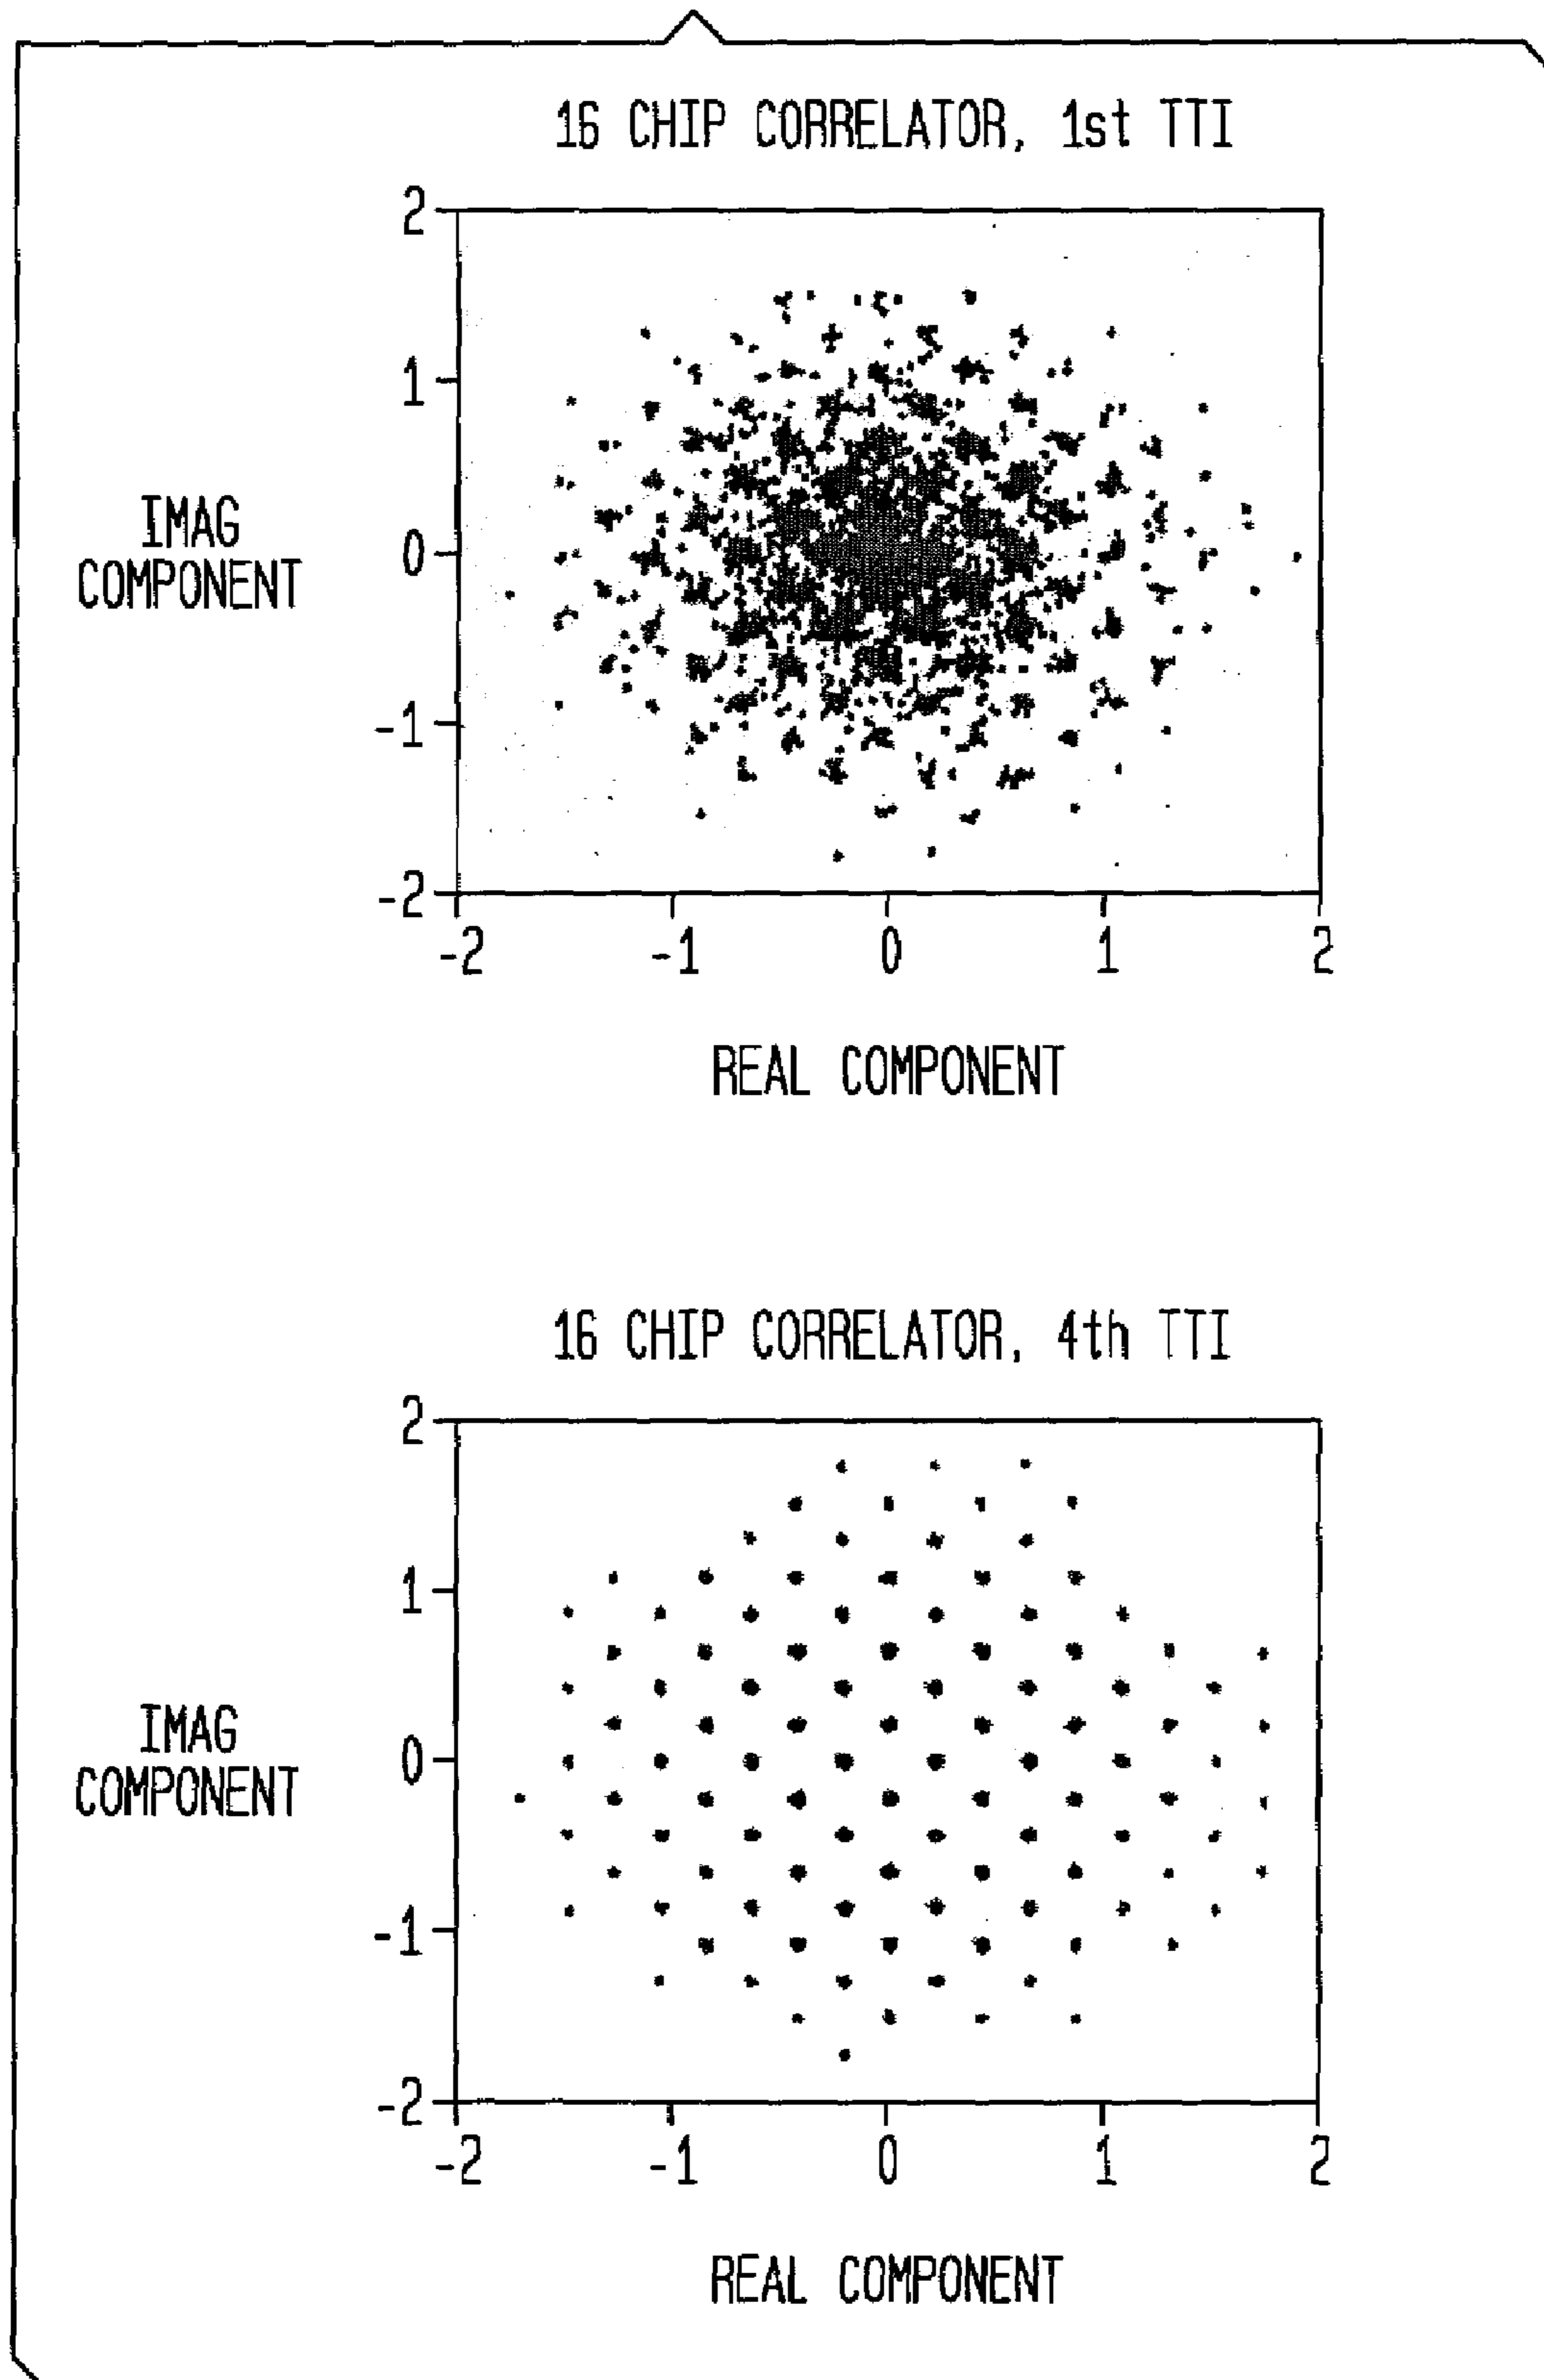 16 CHIP CORRELATOR, 1st TTI
2
1
0
-1
-2
IMAG
COMPONENT
-2 -1 0 1 2
REAL COMPONENT
16 CHIP CORRELATOR, 4th TTI
2
1
0
-1
-2
IMAG
COMPONENT
-2 -1 0 1 2
REAL COMPONENT